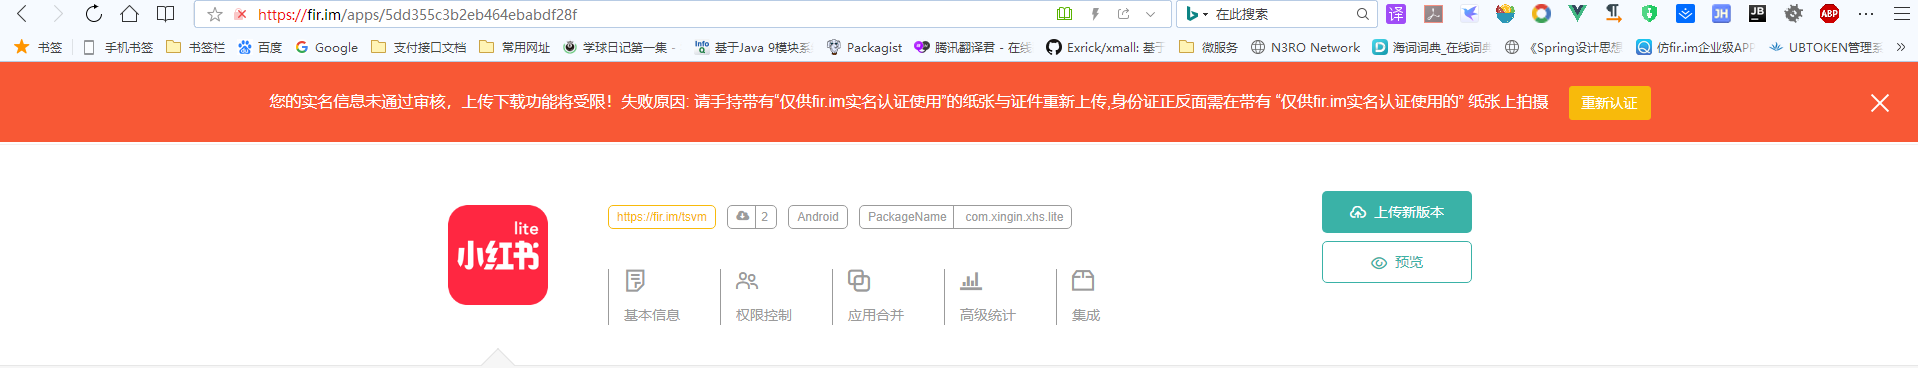 https://fir.im/apps/5dd355c3b2eb464ebabdf28f 在此搜索 译 JH JB ABP
书签 手机书签 书签栏 百度 Google 支付接口文档 常用网址 学球日记第一集 - 基于Java 9模块系 Packagist 腾讯翻译君 - 在线 Exrick/xmall: 基于 微服务 N3RO Network 海词词典_在线词典 《Spring设计思想 仿fir.im企业级APP UBTOKEN管理系
您的实名信息未通过审核，上传下载功能将受限！失败原因: 请手持带有“仅供fir.im实名认证使用”的纸张与证件重新上传,身份证正反面需在带有 “仅供fir.im实名认证使用的” 纸张上拍摄 重新认证
lite
小红书
https://fir.im/tsvm 2 Android PackageName com.xingin.xhs.lite
上传新版本
预览
基本信息 权限控制 应用合并 高级统计 集成